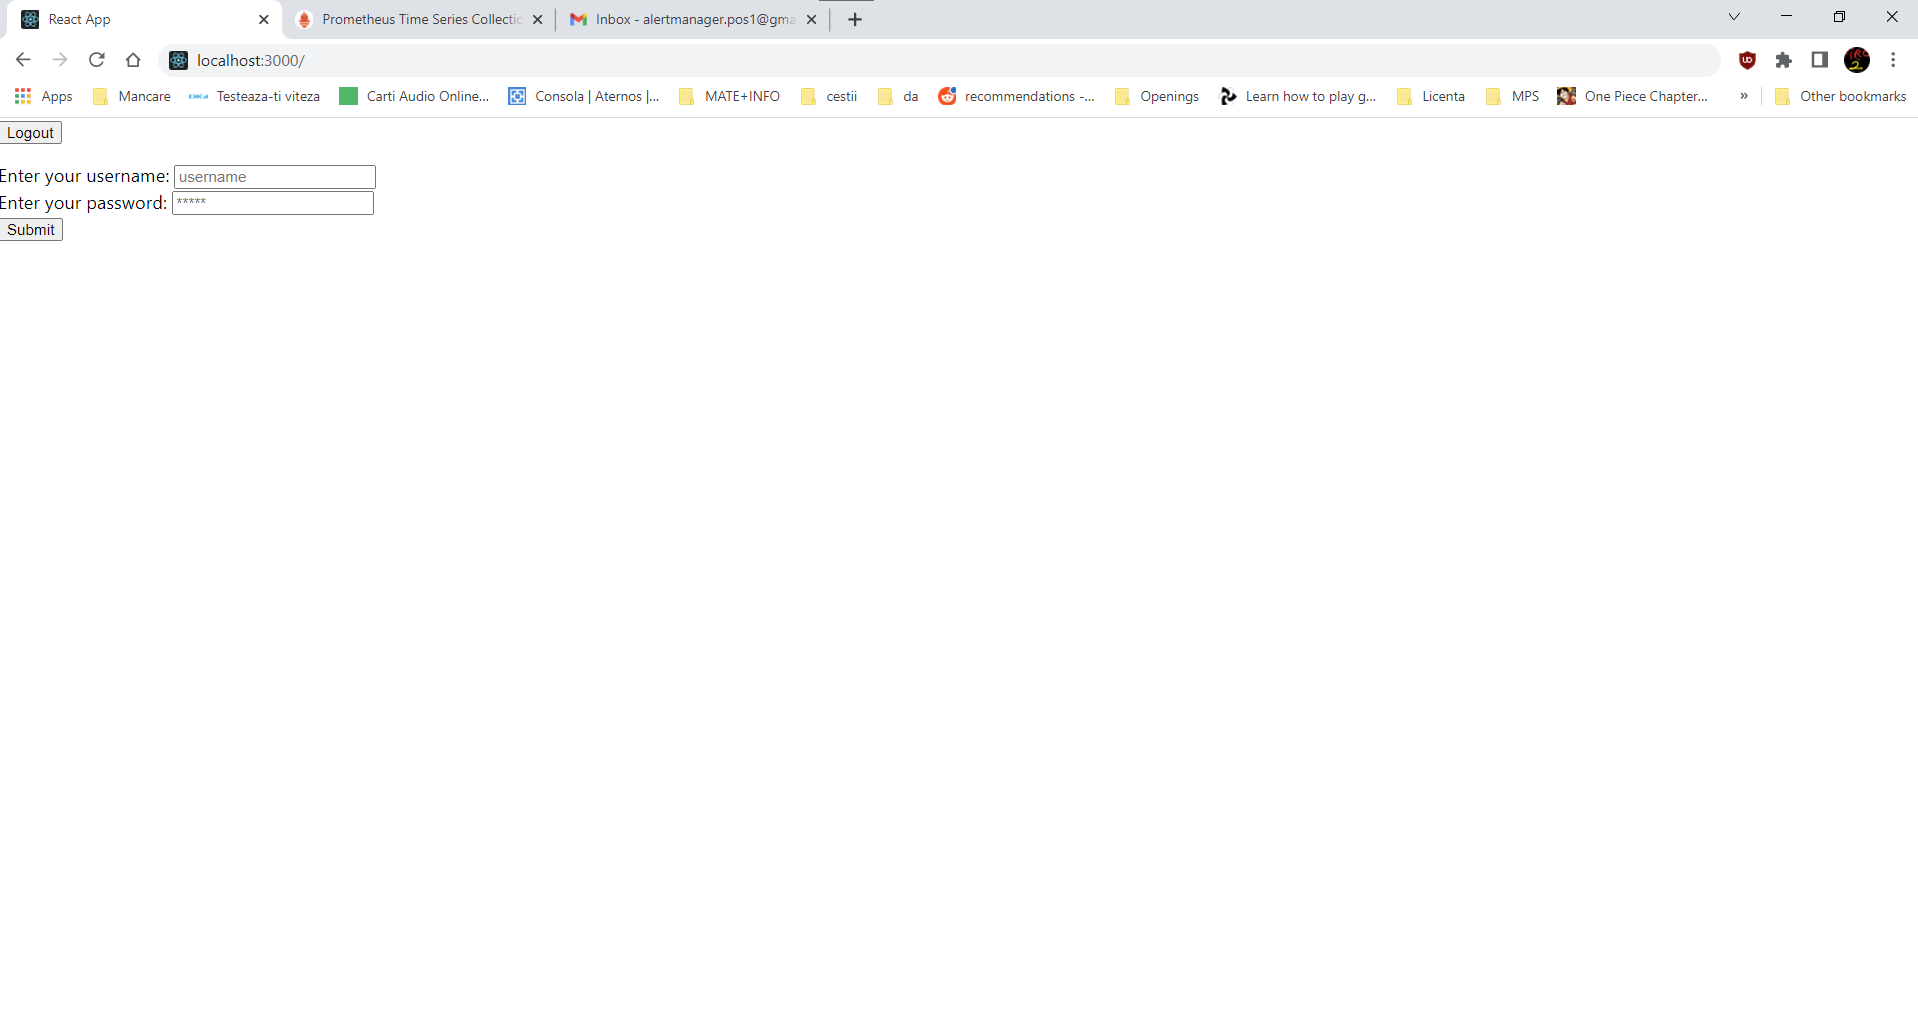 React App
Prometheus Time Series Collectio
Inbox - alertmanager.pos1@gma
localhost:3000/
Apps
Mancare
Testeaza-ti viteza
Carti Audio Online...
Consola | Aternos |...
MATE+INFO
cestii
da
recommendations -...
Openings
Learn how to play g...
Licenta
MPS
One Piece Chapter...
»
Other bookmarks
Logout
Enter your username: username
Enter your password: *****
Submit